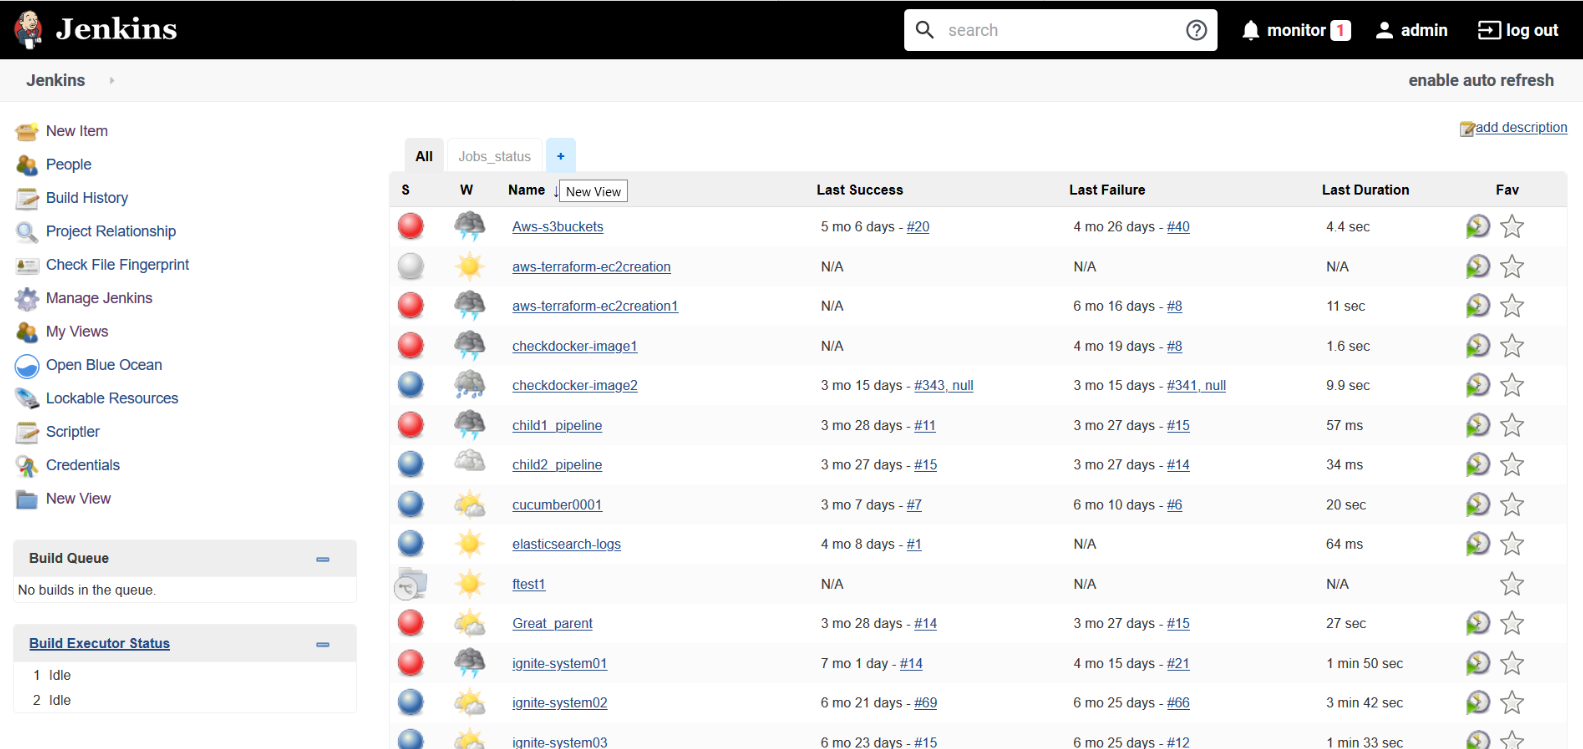 Jenkins
search
monitor 1
admin
log out
Jenkins
enable auto refresh
New Item
People
Build History
Project Relationship
Check File Fingerprint
Manage Jenkins
My Views
Open Blue Ocean
Lockable Resources
Scriptler
Credentials
New View
Build Queue
No builds in the queue.
Build Executor Status
1 Idle
2 Idle
add description
All Jobs_status +
S W Name ↓ Last Success Last Failure Last Duration Fav
New View
Aws-s3buckets 5 mo 6 days - #20 4 mo 26 days - #40 4.4 sec
aws-terraform-ec2creation N/A N/A N/A
aws-terraform-ec2creation1 N/A 6 mo 16 days - #8 11 sec
checkdocker-image1 N/A 4 mo 19 days - #8 1.6 sec
checkdocker-image2 3 mo 15 days - #343, null 3 mo 15 days - #341, null 9.9 sec
child1_pipeline 3 mo 28 days - #11 3 mo 27 days - #15 57 ms
child2_pipeline 3 mo 27 days - #15 3 mo 27 days - #14 34 ms
cucumber0001 3 mo 7 days - #7 6 mo 10 days - #6 20 sec
elasticsearch-logs 4 mo 8 days - #1 N/A 64 ms
ftest1 N/A N/A N/A
Great_parent 3 mo 28 days - #14 3 mo 27 days - #15 27 sec
ignite-system01 7 mo 1 day - #14 4 mo 15 days - #21 1 min 50 sec
ignite-system02 6 mo 21 days - #69 6 mo 25 days - #66 3 min 42 sec
ignite-system03 6 mo 23 days - #15 6 mo 25 days - #12 1 min 33 sec